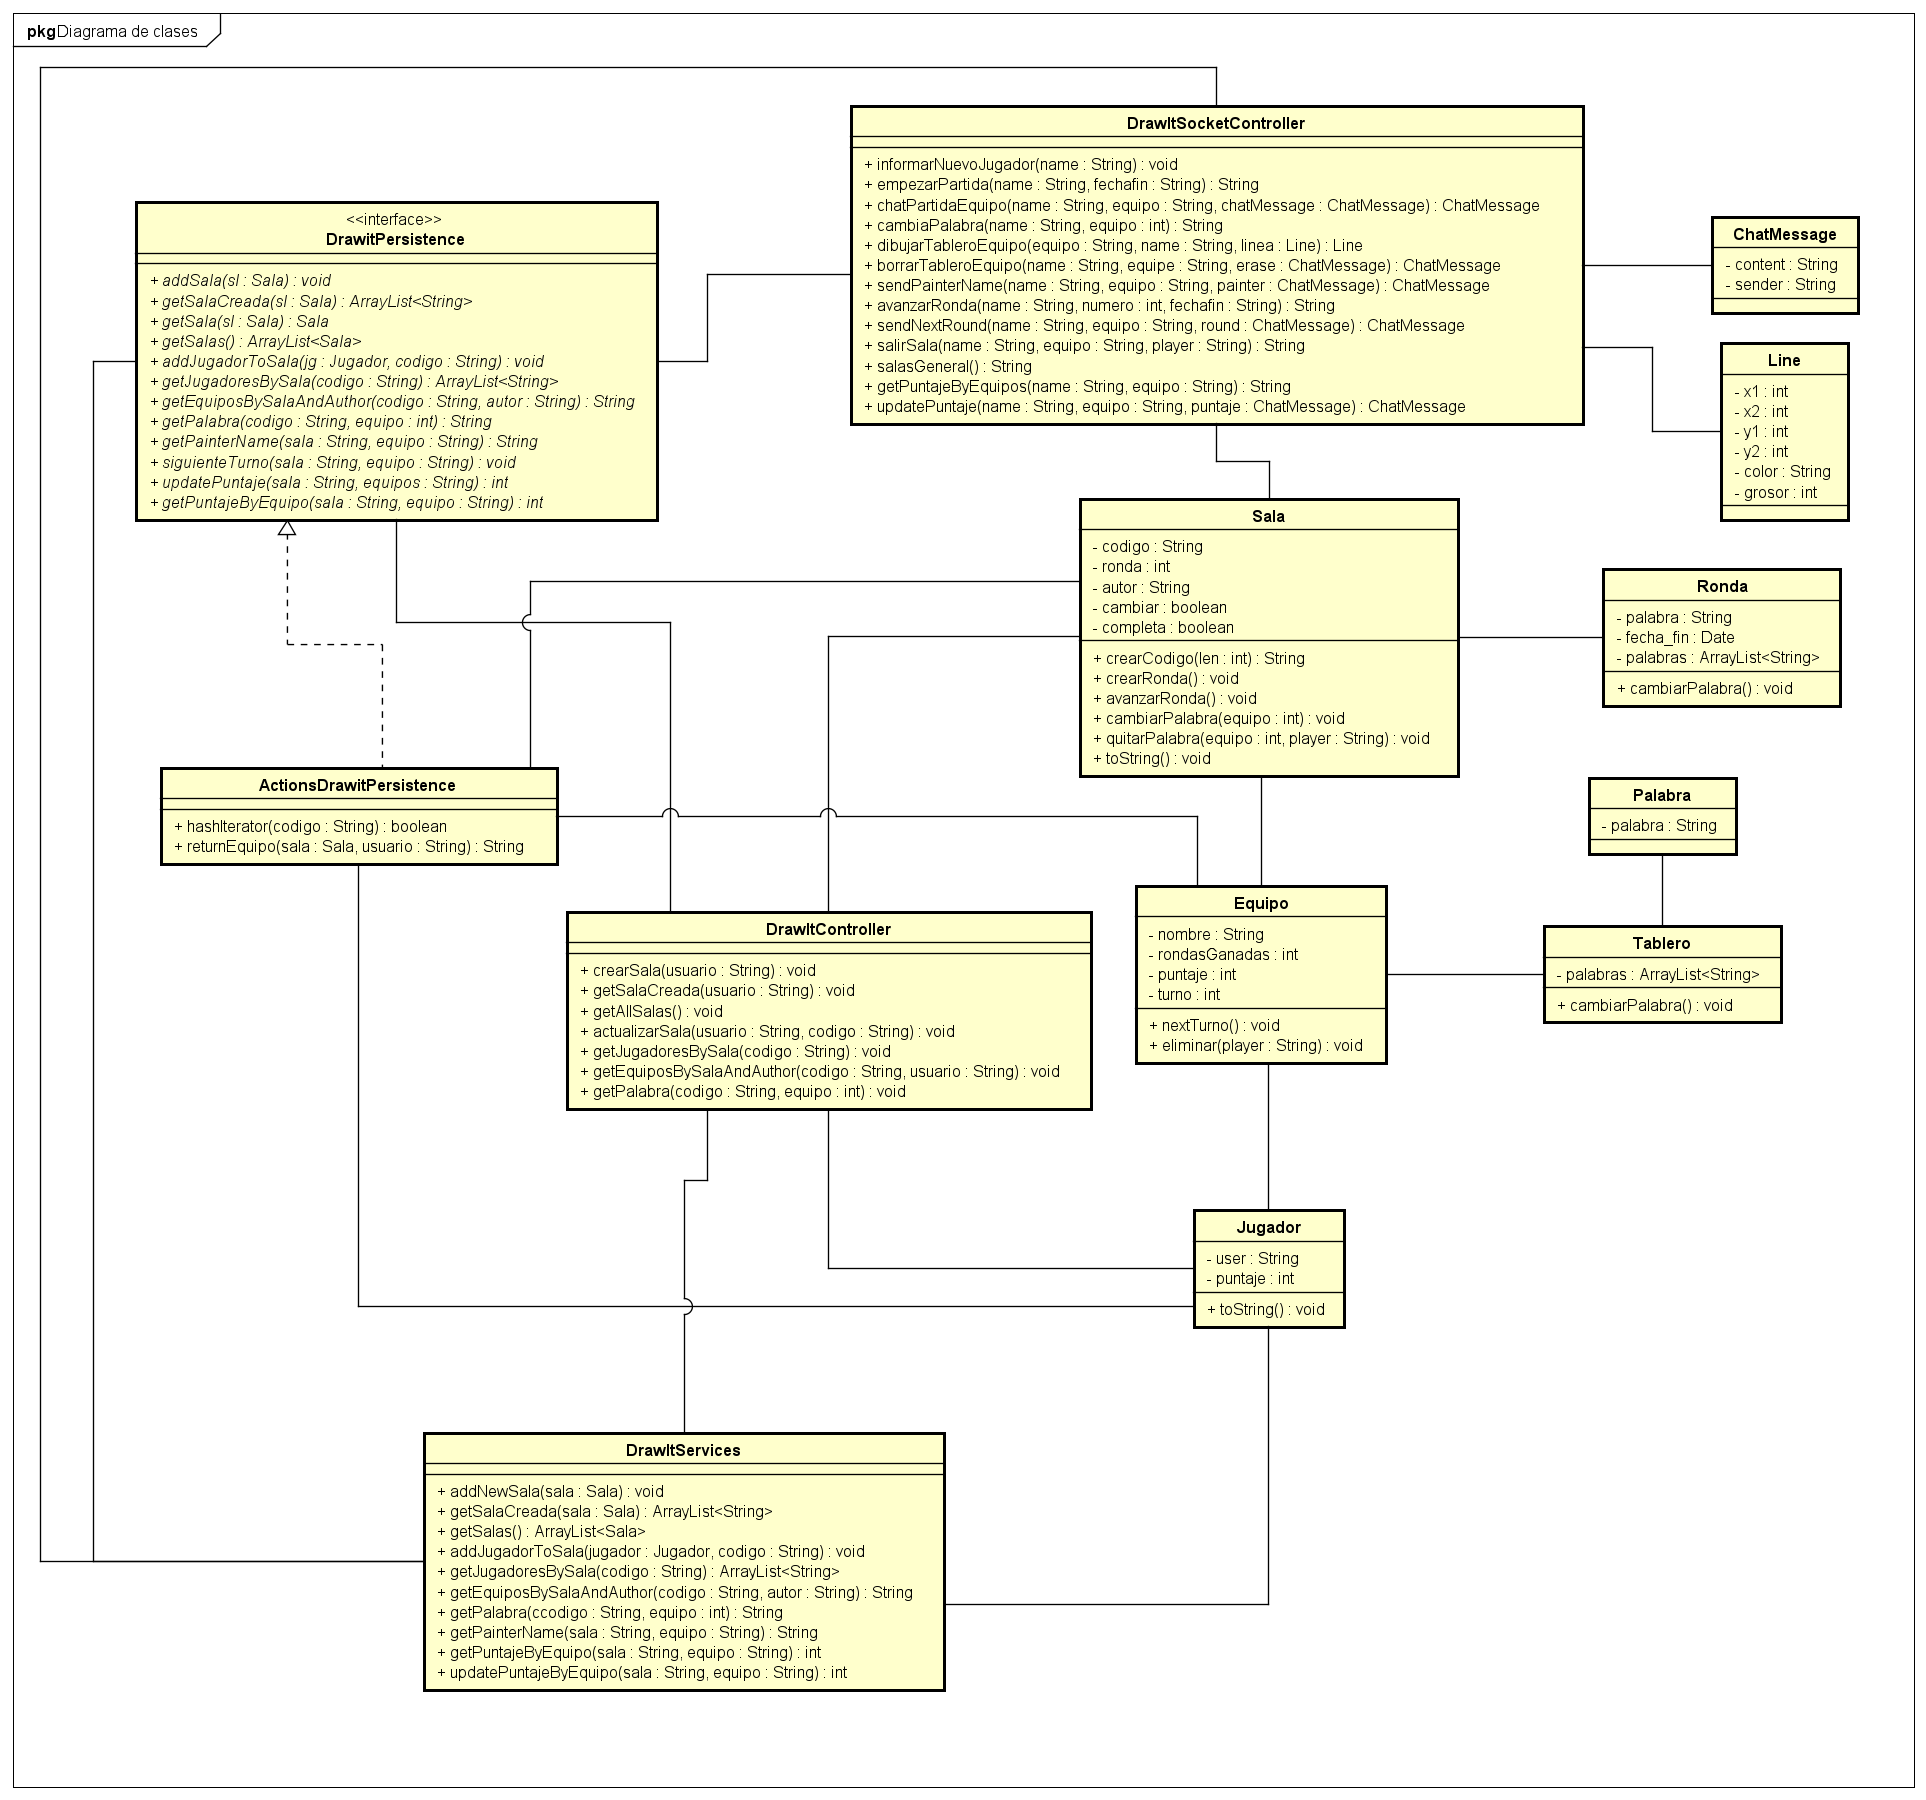 pkg Diagrama de clases
DrawItSocketController
+ informarNuevoJugador(name : String) : void
+ empezarPartida(name : String, fechafin : String) : String
+ chatPartidaEquipo(name : String, equipo : String, chatMessage : ChatMessage) : ChatMessage
+ cambiaPalabra(name : String, equipo : int) : String
+ dibujarTableroEquipo(equipo : String, name : String, linea : Line) : Line
+ borrarTableroEquipo(name : String, equipe : String, erase : ChatMessage) : ChatMessage
+ sendPainterName(name : String, equipo : String, painter : ChatMessage) : ChatMessage
+ avanzarRonda(name : String, numero : int, fechafin : String) : String
+ sendNextRound(name : String, equipo : String, round : ChatMessage) : ChatMessage
+ salirSala(name : String, equipo : String, player : String) : String
+ salasGeneral() : String
+ getPuntajeByEquipos(name : String, equipo : String) : String
+ updatePuntaje(name : String, equipo : String, puntaje : ChatMessage) : ChatMessage
<<interface>>
DrawitPersistence
+ addSala(sl : Sala) : void
+ getSalaCreada(sl : Sala) : ArrayList<String>
+ getSala(sl : Sala) : Sala
+ getSalas() : ArrayList<Sala>
+ addJugadorToSala(jg : Jugador, codigo : String) : void
+ getJugadoresBySala(codigo : String) : ArrayList<String>
+ getEquiposBySalaAndAuthor(codigo : String, autor : String) : String
+ getPalabra(codigo : String, equipo : int) : String
+ getPainterName(sala : String, equipo : String) : String
+ siguienteTurno(sala : String, equipo : String) : void
+ updatePuntaje(sala : String, equipos : String) : int
+ getPuntajeByEquipo(sala : String, equipo : String) : int
ChatMessage
- content : String
- sender : String
Line
- x1 : int
- x2 : int
- y1 : int
- y2 : int
- color : String
- grosor : int
Sala
- codigo : String
- ronda : int
- autor : String
- cambiar : boolean
- completa : boolean
+ crearCodigo(len : int) : String
+ crearRonda() : void
+ avanzarRonda() : void
+ cambiarPalabra(equipo : int) : void
+ quitarPalabra(equipo : int, player : String) : void
+ toString() : void
Ronda
- palabra : String
- fecha_fin : Date
- palabras : ArrayList<String>
+ cambiarPalabra() : void
ActionsDrawitPersistence
+ hashIterator(codigo : String) : boolean
+ returnEquipo(sala : Sala, usuario : String) : String
Palabra
- palabra : String
Equipo
- nombre : String
- rondasGanadas : int
- puntaje : int
- turno : int
+ nextTurno() : void
+ eliminar(player : String) : void
Tablero
- palabras : ArrayList<String>
+ cambiarPalabra() : void
DrawItController
+ crearSala(usuario : String) : void
+ getSalaCreada(usuario : String) : void
+ getAllSalas() : void
+ actualizarSala(usuario : String, codigo : String) : void
+ getJugadoresBySala(codigo : String) : void
+ getEquiposBySalaAndAuthor(codigo : String, usuario : String) : void
+ getPalabra(codigo : String, equipo : int) : void
Jugador
- user : String
- puntaje : int
+ toString() : void
DrawItServices
+ addNewSala(sala : Sala) : void
+ getSalaCreada(sala : Sala) : ArrayList<String>
+ getSalas() : ArrayList<Sala>
+ addJugadorToSala(jugador : Jugador, codigo : String) : void
+ getJugadoresBySala(codigo : String) : ArrayList<String>
+ getEquiposBySalaAndAuthor(codigo : String, autor : String) : String
+ getPalabra(ccodigo : String, equipo : int) : String
+ getPainterName(sala : String, equipo : String) : String
+ getPuntajeByEquipo(sala : String, equipo : String) : int
+ updatePuntajeByEquipo(sala : String, equipo : String) : int